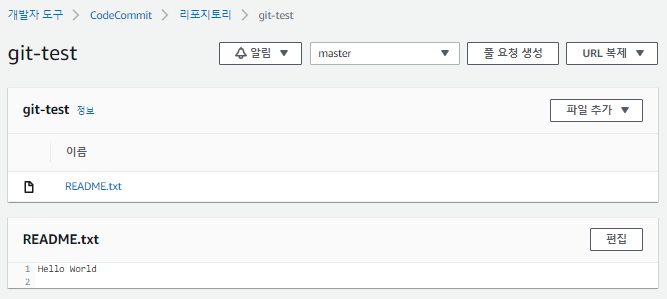 개발자 도구 > CodeCommit > 리포지토리 > git-test
git-test 알림 ▼ master ▼ 풀 요청 생성 URL 복제 ▼
git-test 정보 파일 추가 ▼
이름
README.txt
README.txt 편집
1 Hello World
2